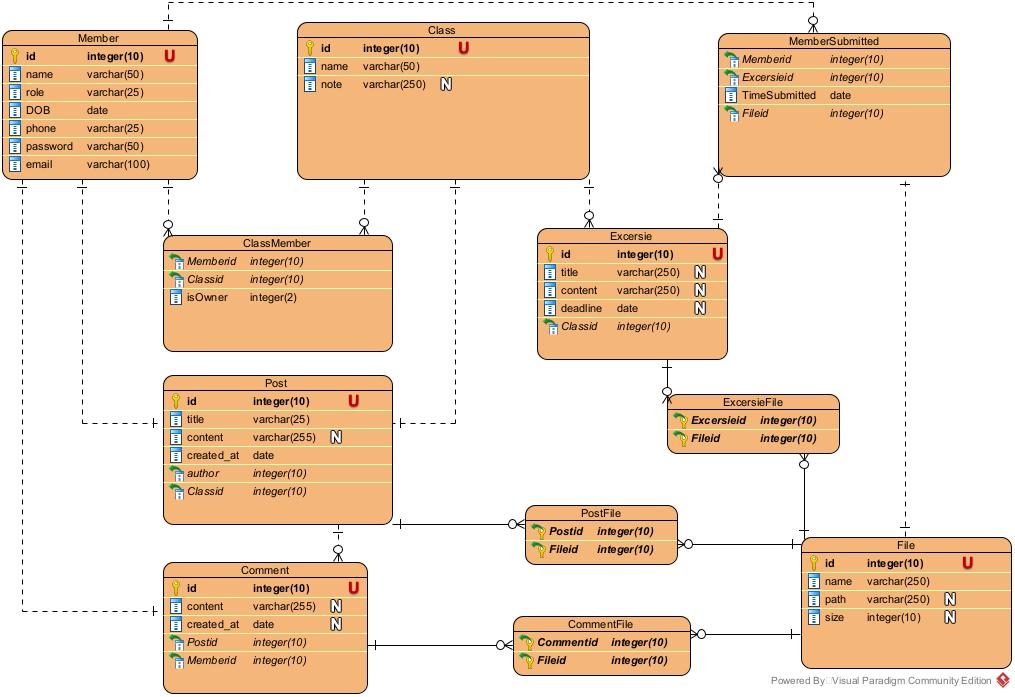 Member
id integer(10) U
name varchar(50)
role varchar(25)
DOB date
phone varchar(25)
password varchar(50)
email varchar(100)
Class
id integer(10) U
name varchar(50)
note varchar(250) N
MemberSubmitted
Memberid integer(10)
Excersieid integer(10)
TimeSubmitted date
Fileid integer(10)
ClassMember
Memberid integer(10)
Classid integer(10)
isOwner integer(2)
Excersie
id integer(10) U
title varchar(250) N
content varchar(250) N
deadline date N
Classid integer(10)
Post
id integer(10) U
title varchar(25)
content varchar(255) N
created_at date
author integer(10)
Classid integer(10)
ExcersieFile
Excersieid integer(10)
Fileid integer(10)
PostFile
Postid integer(10)
Fileid integer(10)
File
id integer(10) U
name varchar(250)
path varchar(250) N
size integer(10) N
Comment
id integer(10) U
content varchar(255) N
created_at date N
Postid integer(10)
Memberid integer(10)
CommentFile
Commentid integer(10)
Fileid integer(10)
Powered By Visual Paradigm Community Edition